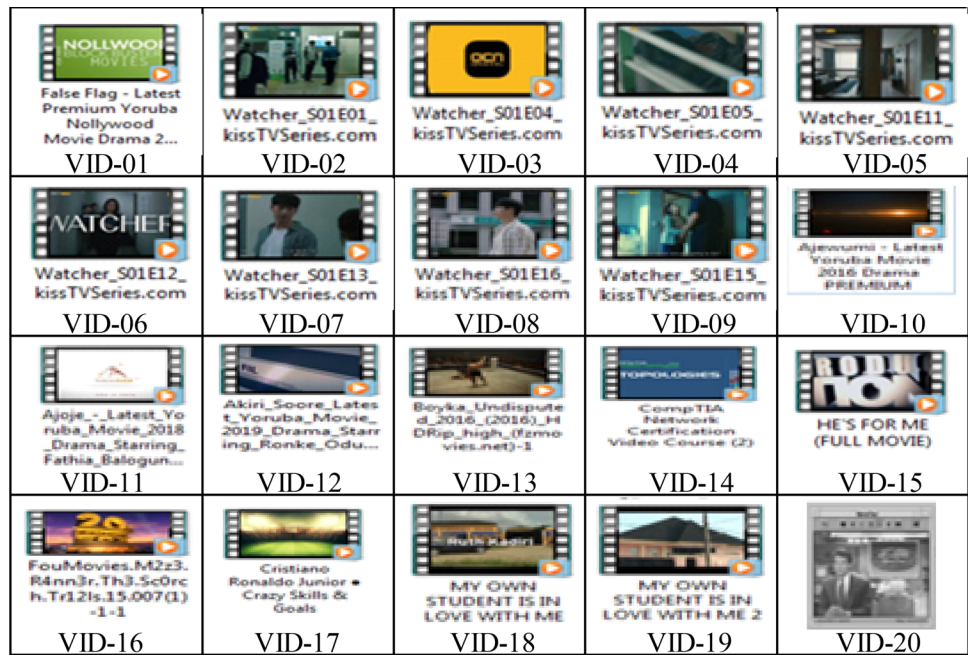 NOLLWOO
BLOCKBUSTER
MOVIES
False Flag - Latest
Premium Yoruba
Nollywood
Movie Drama 2...
VID-01
Watcher_S01E01_
kissTVSeries.com
VID-02
OCN
Watcher_S01E04_
kissTVSeries.com
VID-03
Watcher_S01E05_
kissTVSeries.com
VID-04
Watcher_S01E11_
kissTVSeries.com
VID-05
WATCHER
Watcher_S01E12_
kissTVSeries.com
VID-06
Watcher_S01E13_
kissTVSeries.com
VID-07
Watcher_S01E16_
kissTVSeries.com
VID-08
Watcher_S01E15_
kissTVSeries.com
VID-09
Ajewumi - Latest
Yoruba Movie
2016 Drama
PREMIUM
VID-10
Ajoje_-_Latest_Yo
ruba_Movie_2018
_Drama_Starring_
Fathia_Balogun...
VID-11
Akiri_Soore_Lates
t_Yoruba_Movie_
2019_Drama_Starr
ing_Ronke_Odu...
VID-12
Boyka_Undispute
d_2016_(2016)_H
DRip_high_(fzmo
vies.net)-1
VID-13
TOPOLOGIES
CompTIA
Network
Certification
Video Course (2)
VID-14
RODU
TION
HE'S FOR ME
(FULL MOVIE)
VID-15
20
FouMovies.M2z3.
R4nn3r.Th3.Sc0rc
h.Tr12ls.15.007(1)
-1-1
VID-16
Cristiano
Ronaldo Junior ●
Crazy Skills &
Goals
VID-17
Ruth Kadiri
MY OWN
STUDENT IS IN
LOVE WITH ME
VID-18
MY OWN
STUDENT IS IN
LOVE WITH ME 2
VID-19
VID-20